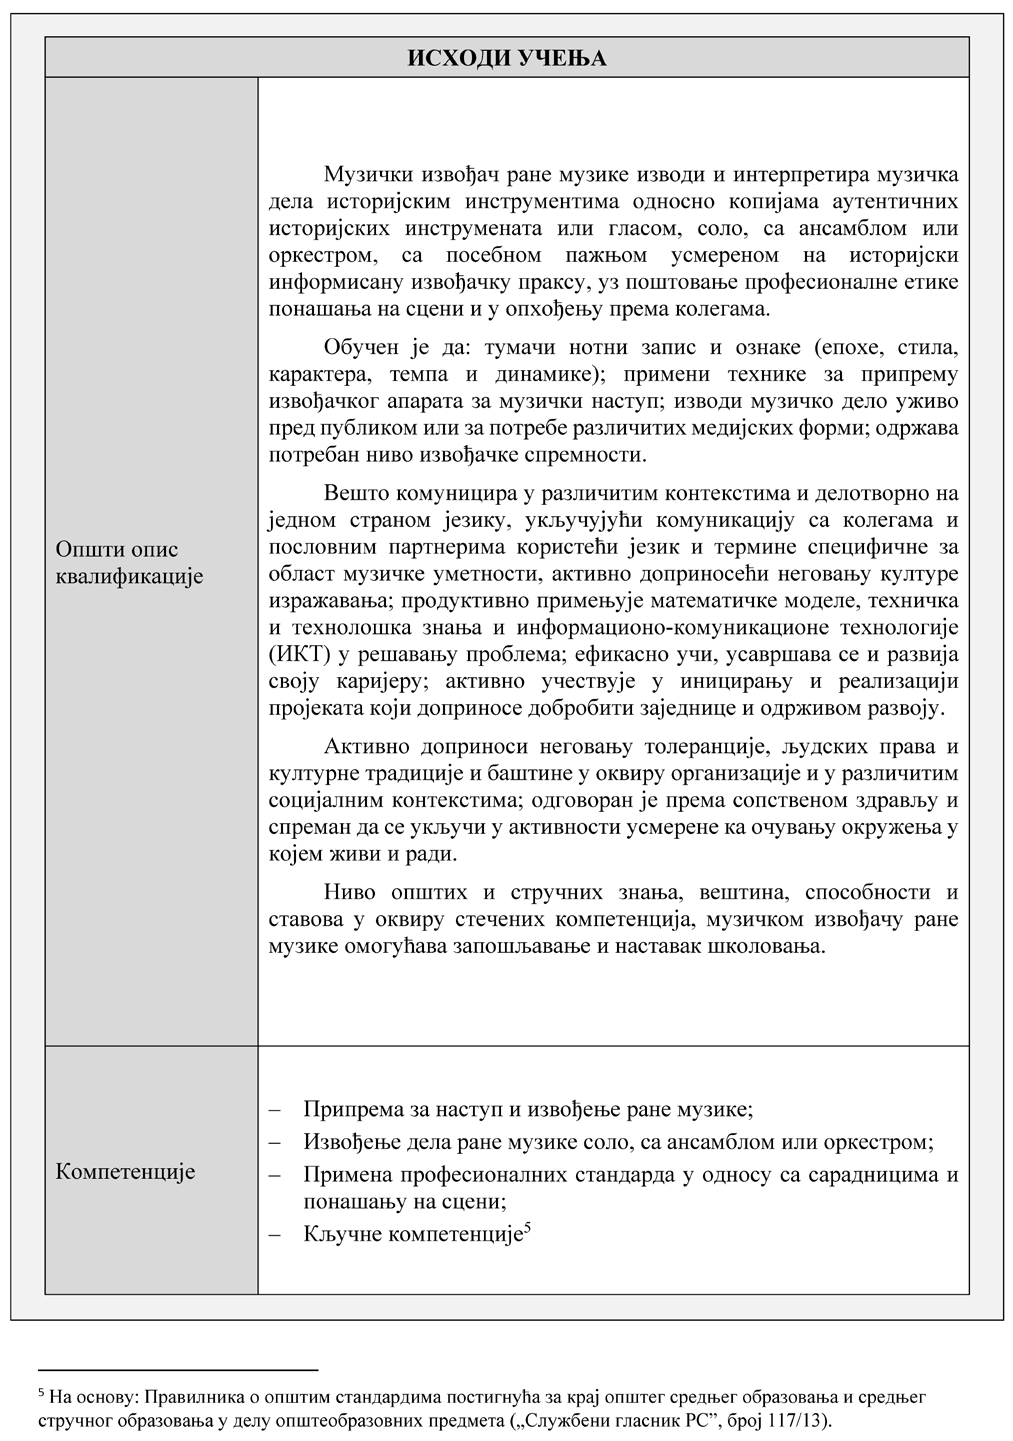 ИСХОДИ УЧЕЊА
Општи опис
квалификације
Музички извођач ране музике изводи и интерпретира музичка
дела историјским инструментима односно копијама аутентичних
историјских инструмената или гласом, соло, са ансамблом или
оркестром, са посебном пажњом усмереном на историјски
информисану извођачку праксу, уз поштовање професионалне етике
понашања на сцени и у опхођењу према колегама.
Обучен је да: тумачи нотни запис и ознаке (епохе, стила,
карактера, темпа и динамике); примени технике за припрему
извођачког апарата за музички наступ; изводи музичко дело уживо
пред публиком или за потребе различитих медијских форми; одржава
потребан ниво извођачке спремности.
Вешто комуницира у различитим контекстима и делотворно на
једном страном језику, укључујући комуникацију са колегама и
пословним партнерима користећи језик и термине специфичне за
област музичке уметности, активно доприносећи неговању културе
изражавања; продуктивно примењује математичке моделе, техничка
и технолошка знања и информационо-комуникационе технологије
(ИКТ) у решавању проблема; ефикасно учи, усавршава се и развија
своју каријеру; активно учествује у иницирању и реализацији
пројеката који доприносе добробити заједнице и одрживом развоју.
Активно доприноси неговању толеранције, људских права и
културне традиције и баштине у оквиру организације и у различитим
социјалним контекстима; одговоран је према сопственом здрављу и
спреман да се укључи у активности усмерене ка очувању окружења у
којем живи и ради.
Ниво општих и стручних знања, вештина, способности и
ставова у оквиру стечених компетенција, музичком извођачу ране
музике омогућава запошљавање и наставак школовања.
Компетенције
– Припрема за наступ и извођење ране музике;
– Извођење дела ране музике соло, са ансамблом или оркестром;
– Примена професионалних стандарда у односу са сарадницима и
понашању на сцени;
– Кључне компетенције⁵
⁵ На основу: Правилника о општим стандардима постигнућа за крај општег средњег образовања и средњег
стручног образовања у делу општеобразовних предмета („Службени гласник РС”, број 117/13).